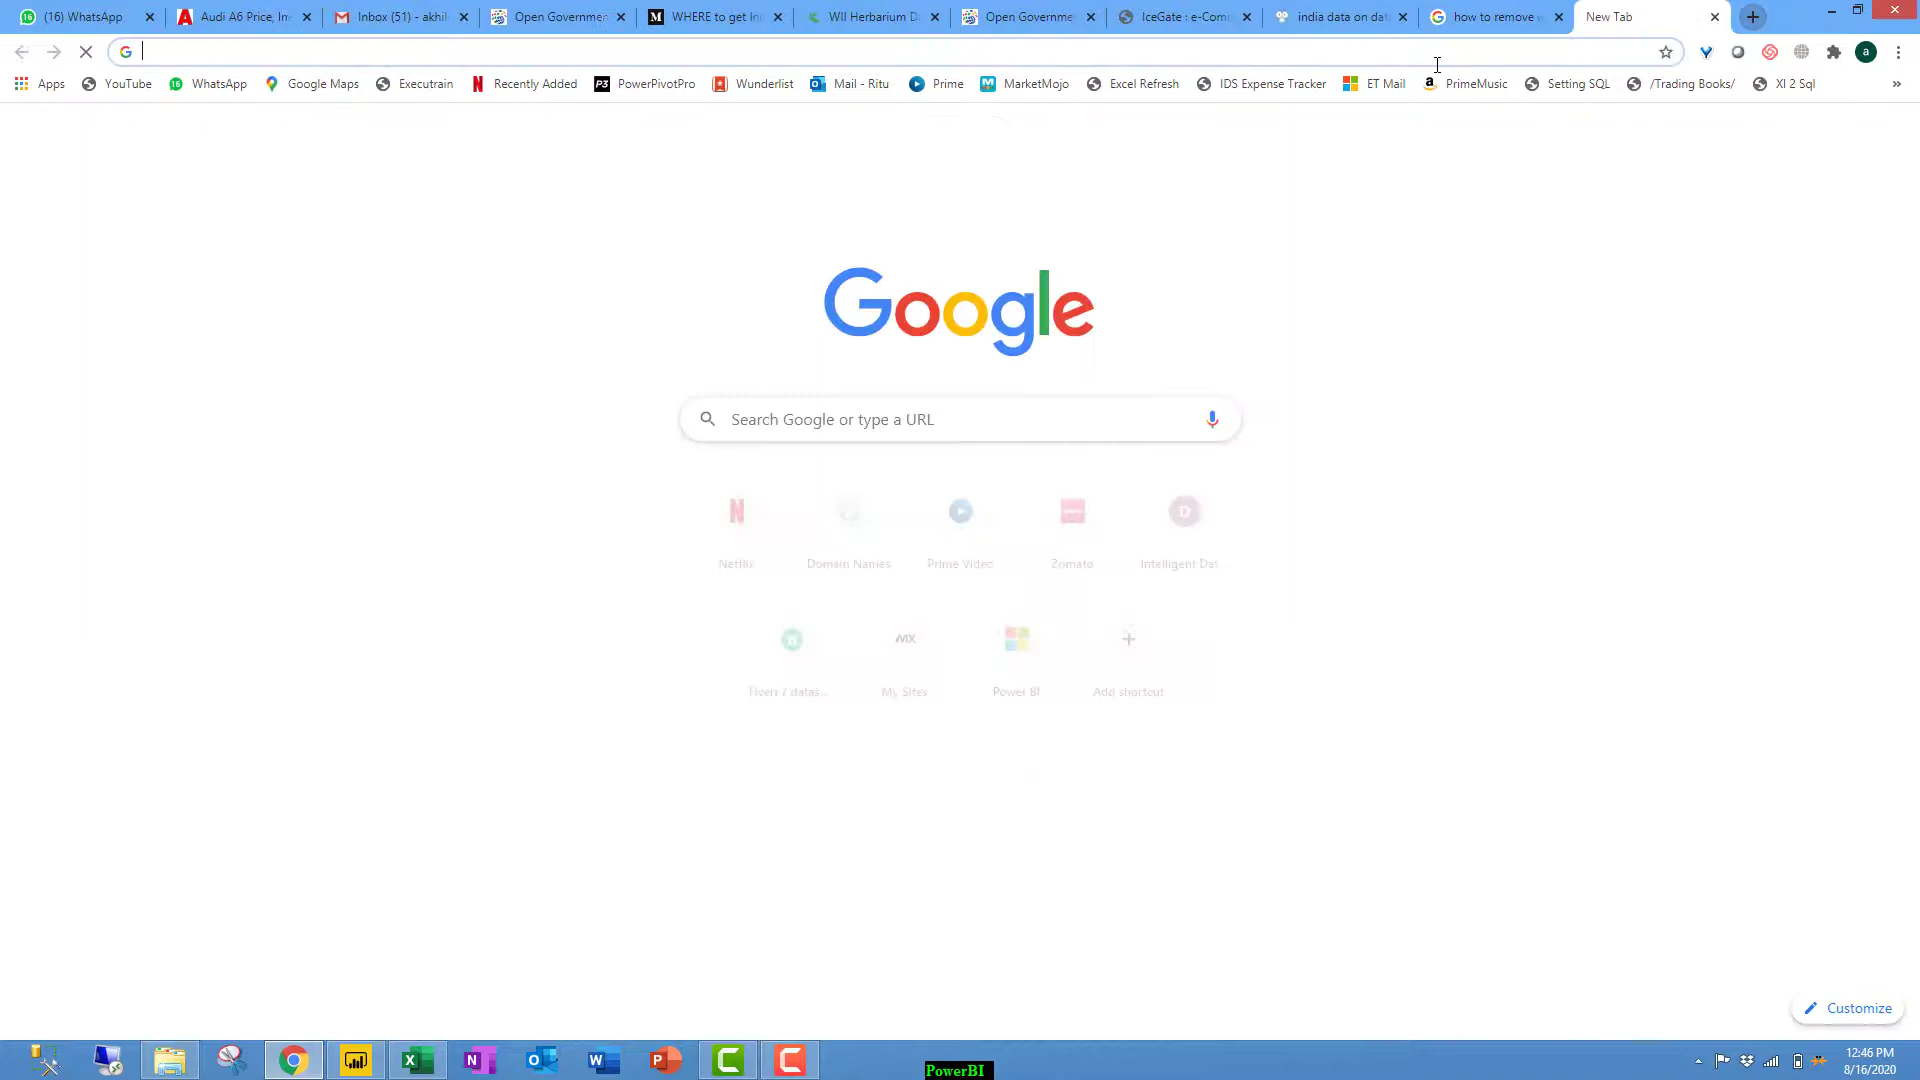 (16) WhatsApp
Audi A6 Price, In
Inbox (51) - akhil
Open Governmen
WHERE to get In
WII Herbarium D
Open Governme
IceGate : e-Com
india data on dat
how to remove w
New Tab
Apps
YouTube
WhatsApp
Google Maps
Executrain
Recently Added
PowerPivotPro
Wunderlist
Mail - Ritu
Prime
MarketMojo
Excel Refresh
IDS Expense Tracker
ET Mail
PrimeMusic
Setting SQL
/Trading Books/
Xl 2 Sql
Google
Search Google or type a URL
Netflix
Domain Names
Prime Video
Zomato
Intelligent Dat...
Fiverr / datas...
My Sites
Power BI
Add shortcut
Customize
PowerBI
12:46 PM
8/16/2020